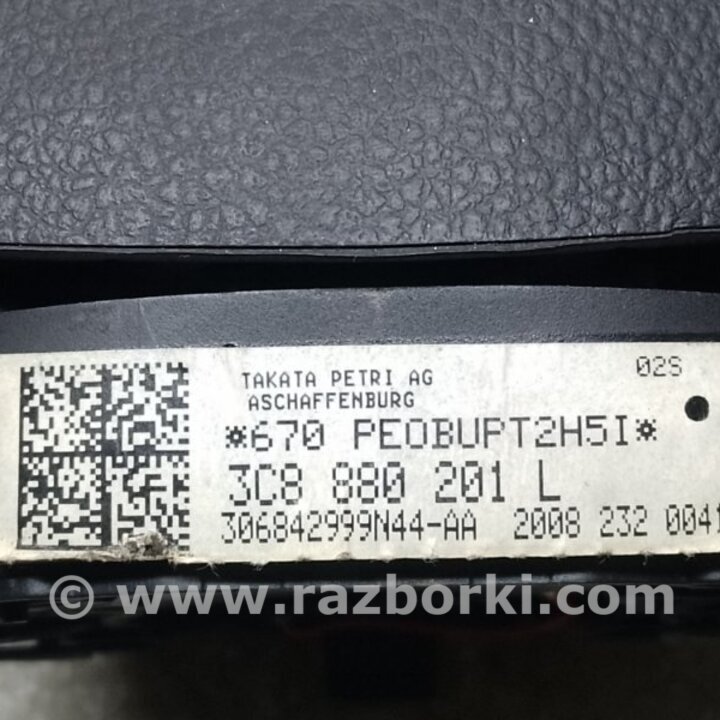 TAKATA PETRI AG
ASCHAFFENBURG
02S
*670 PEOBUPT2H5I*
3C8 880 201 L
306842999N44-AA 2008 232 0041
© www.razborki.com